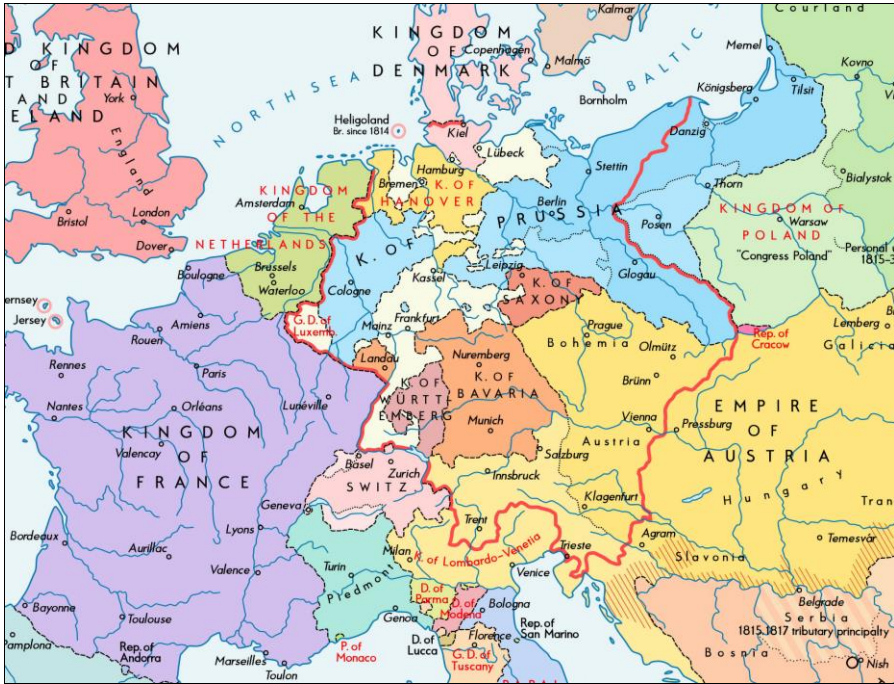 Kalmar
Courland
D KINGDOM
OF
T BRITAIN
AND
ELAND
KINGDOM
OF
DENMARK
Copenhagen
Malmö
BALTIC
Memel
Kovno
York
England
NORTH SEA
Heligoland
Br. since 1814
Bornholm
Königsberg
Tilsit
Kiel
Danzig
Lübeck
Hamburg
Stettin
Bialystok
Bremen
K. OF
HANOVER
Thorn
KINGDOM
OF THE
NETHERLANDS
Amsterdam
Berlin
PRUSSIA
Posen
KINGDOM OF
POLAND
Warsaw
"Congress Poland"
Personal u
1815-3
Bristol
London
Dover
K. OF
Leipzig
Glogau
Brussels
Waterloo
Boulogne
Cologne
Kassel
K. OF
SAXONY
ernsey
Jersey
Amiens
G. D. of
Luxemb.
Frankfurt
Mainz
Prague
Bohemia
Rep. of
Cracow
Lemberg
Galicia
Rouen
Rennes
Paris
Landau
Nuremberg
Olmütz
K. OF
WÜRTT-
EMBERG
K. OF
BAVARIA
Brünn
Nantes
Orléans
Lunéville
Munich
Vienna
Pressburg
EMPIRE
OF
AUSTRIA
KINGDOM
OF
FRANCE
Valencay
Austria
Basel
Zurich
Salzburg
SWITZ
Innsbruck
Hungary
Tran
Klagenfurt
Geneva
Bordeaux
Lyons
Trent
Agram
Temesvár
Aurillac
Milan
K. of Lombardo-Venetia
Trieste
Slavonia
Valence
Turin
Piedmont
Venice
D. of
Parma
D. of
Modena
Bologna
Belgrade
Serbia
1815-1817 tributary principality
Bayonne
Toulouse
Genoa
Rep. of
San Marino
Pamplona
Rep. of
Andorra
Marseilles
Toulon
P. of
Monaco
D. of
Lucca
Florence
G. D. of
Tuscany
Bosnia
Nish